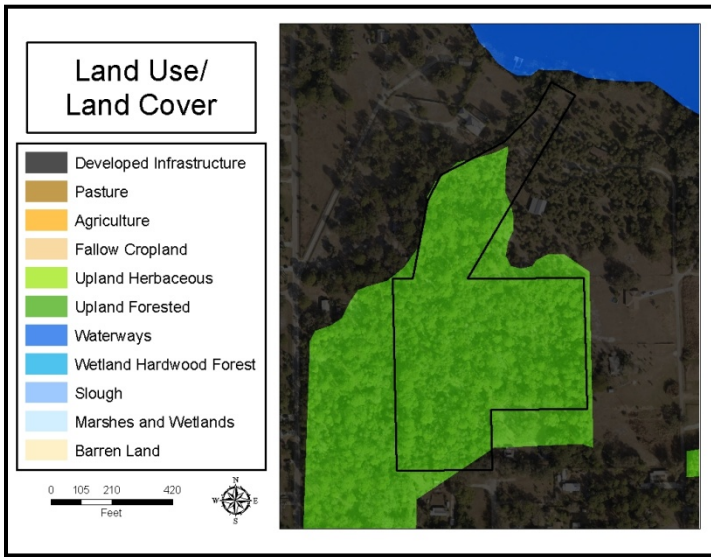 Land Use/
Land Cover
Developed Infrastructure
Pasture
Agriculture
Fallow Cropland
Upland Herbaceous
Upland Forested
Waterways
Wetland Hardwood Forest
Slough
Marshes and Wetlands
Barren Land
0 105 210 420
Feet
N
W E
S